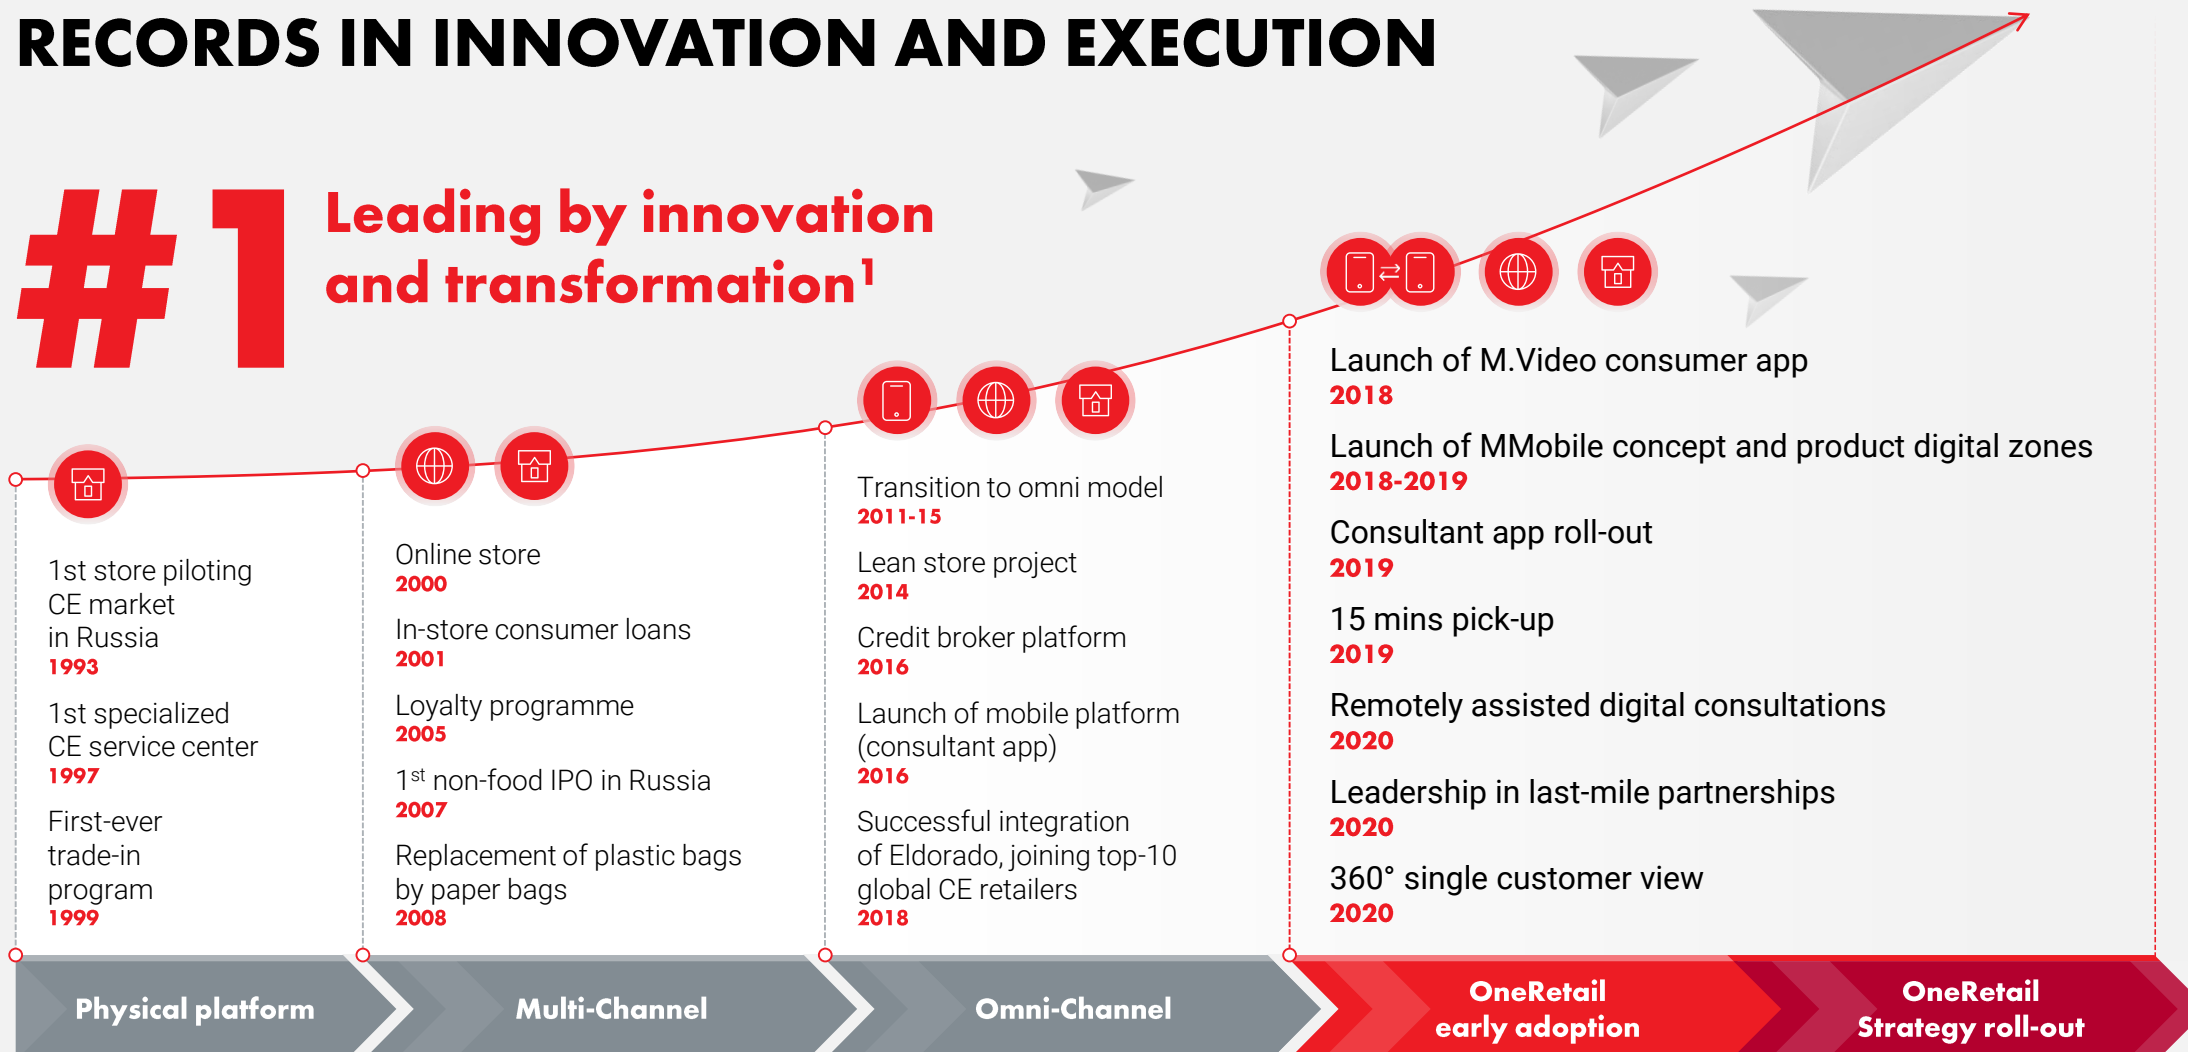 RECORDS IN INNOVATION AND EXECUTION
#1
Leading by innovation
and transformation¹
1st store piloting
CE market
in Russia
1993
1st specialized
CE service center
1997
First-ever
trade-in
program
1999
Online store
2000
In-store consumer loans
2001
Loyalty programme
2005
1st non-food IPO in Russia
2007
Replacement of plastic bags
by paper bags
2008
Transition to omni model
2011-15
Lean store project
2014
Credit broker platform
2016
Launch of mobile platform
(consultant app)
2016
Successful integration
of Eldorado, joining top-10
global CE retailers
2018
Launch of M.Video consumer app
2018
Launch of MMobile concept and product digital zones
2018-2019
Consultant app roll-out
2019
15 mins pick-up
2019
Remotely assisted digital consultations
2020
Leadership in last-mile partnerships
2020
360° single customer view
2020
Physical platform
Multi-Channel
Omni-Channel
OneRetail
early adoption
OneRetail
Strategy roll-out